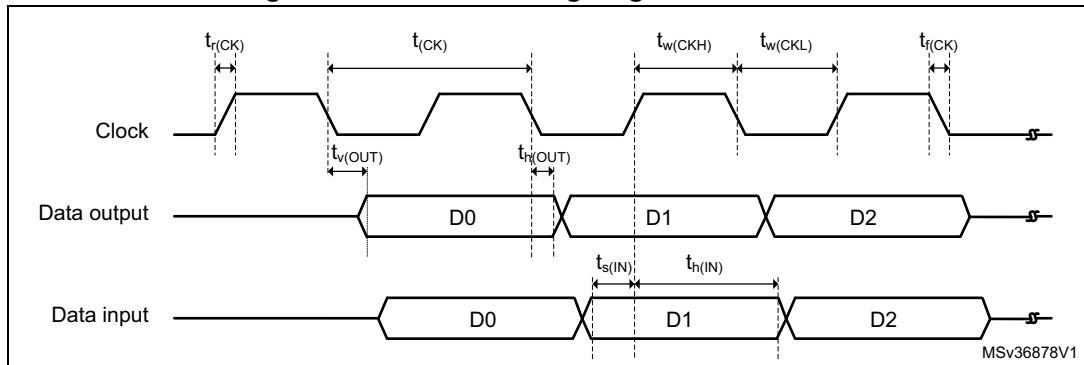 tr(CK) t(CK) tw(CKH) tw(CKL) tf(CK)
Clock
tv(OUT) th(OUT)
Data output D0 D1 D2
ts(IN) th(IN)
Data input D0 D1 D2
MSv36878V1